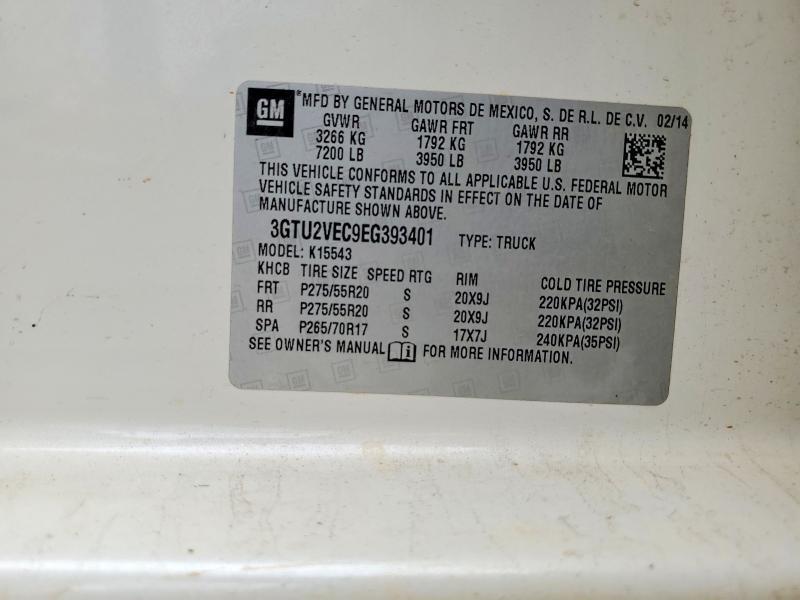 GM ® MFD BY GENERAL MOTORS DE MEXICO, S. DE R.L. DE C.V. 02/14
GVWR GAWR FRT GAWR RR
3266 KG 1792 KG 1792 KG
7200 LB 3950 LB 3950 LB
THIS VEHICLE CONFORMS TO ALL APPLICABLE U.S. FEDERAL MOTOR
VEHICLE SAFETY STANDARDS IN EFFECT ON THE DATE OF
MANUFACTURE SHOWN ABOVE.
3GTU2VEC9EG393401 TYPE: TRUCK
MODEL: K15543
KHCB TIRE SIZE SPEED RTG RIM COLD TIRE PRESSURE
FRT P275/55R20 S 20X9J 220KPA(32PSI)
RR P275/55R20 S 20X9J 220KPA(32PSI)
SPA P265/70R17 S 17X7J 240KPA(35PSI)
SEE OWNER'S MANUAL FOR MORE INFORMATION.